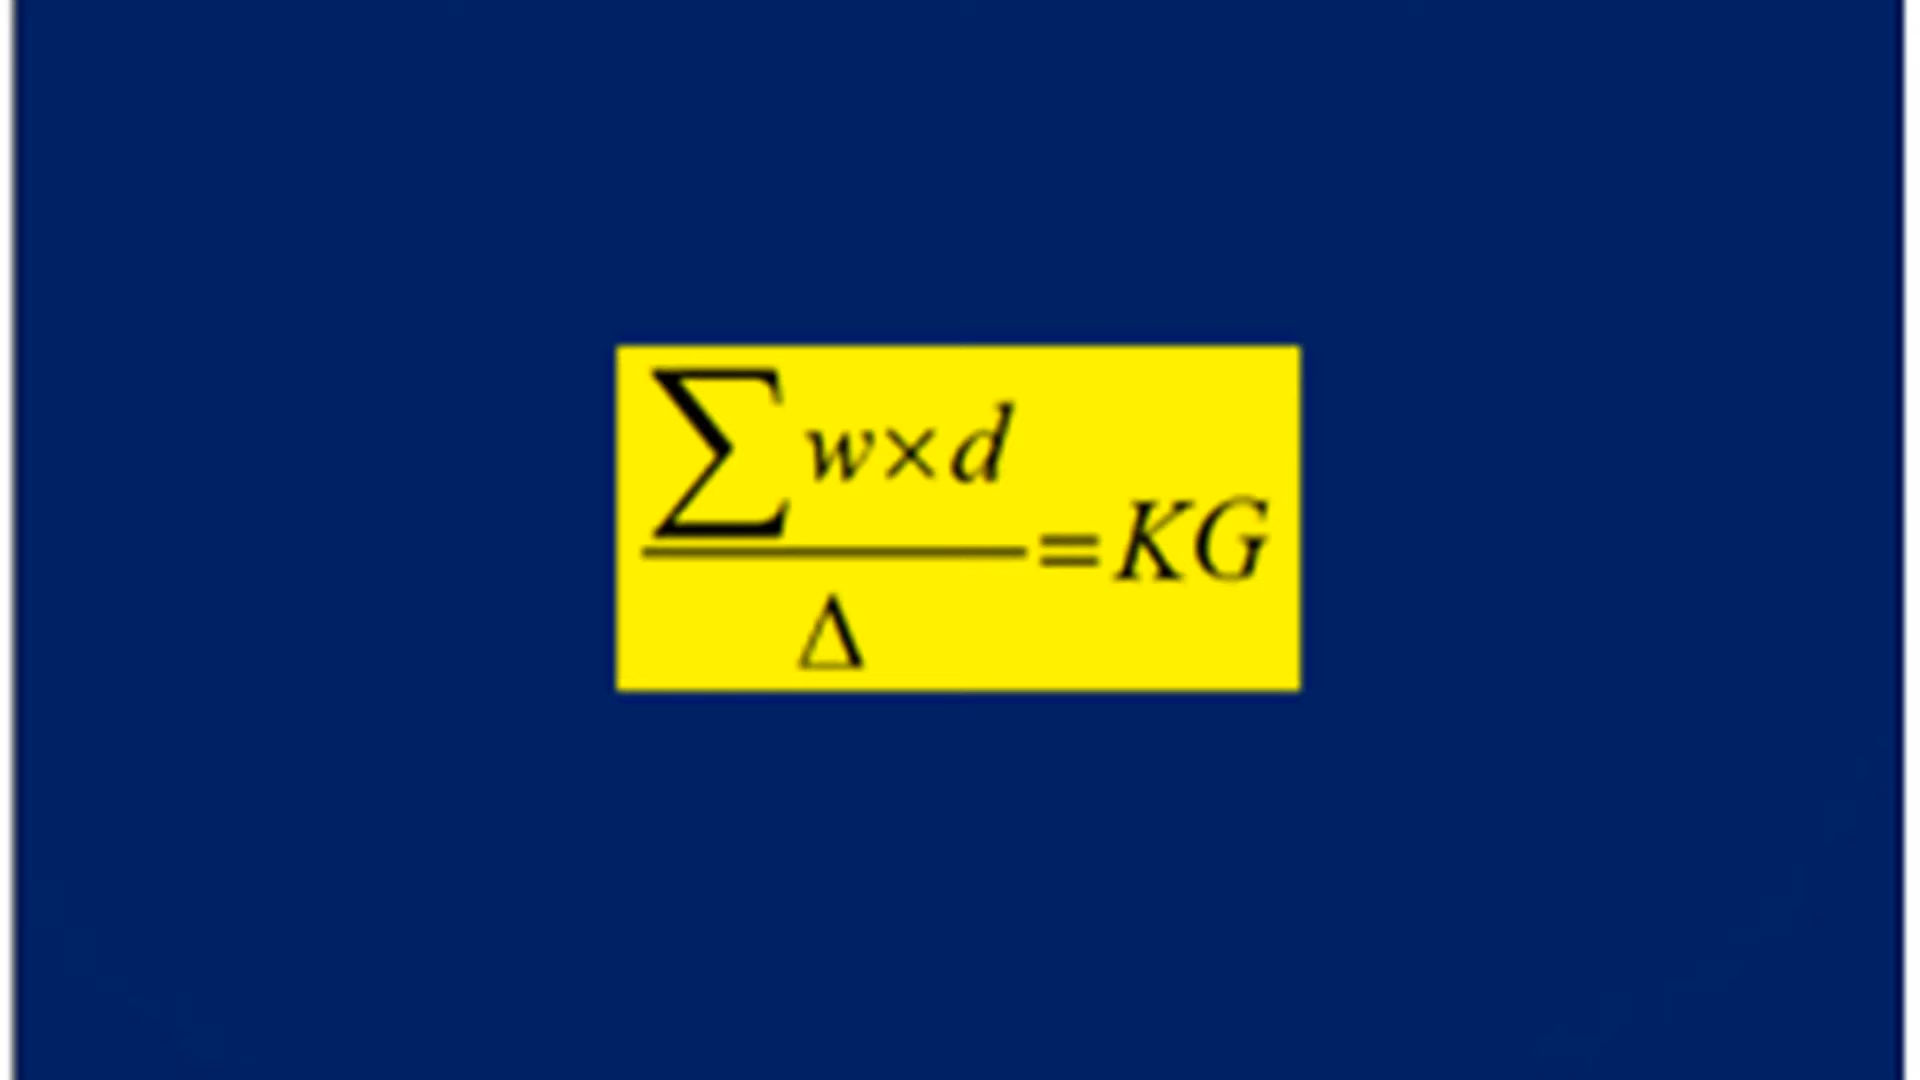 ∑ w×d / Δ = KG